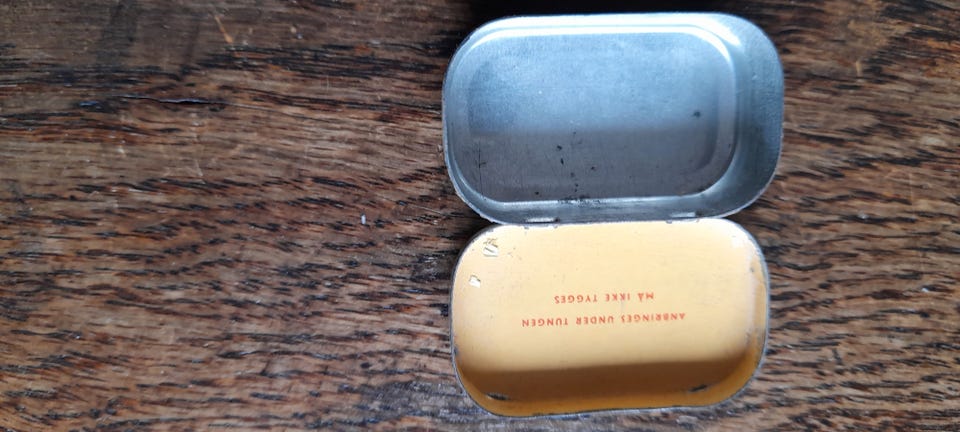 ANBRINGES UNDER TUNGEN
MÅ IKKE TYGGES